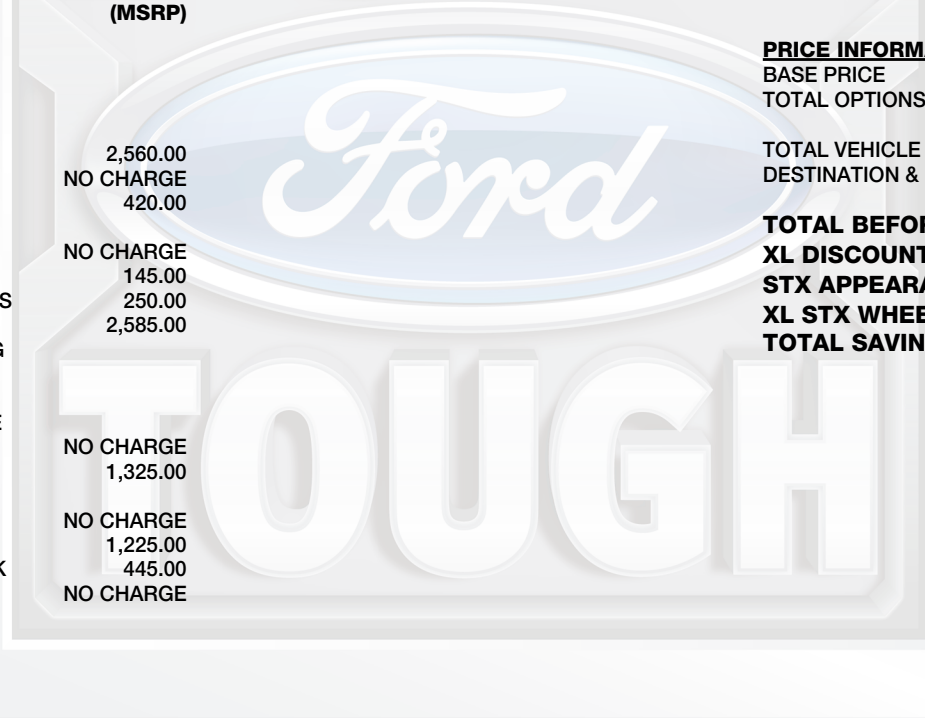 (MSRP)
2,560.00
NO CHARGE
420.00
NO CHARGE
145.00
S 250.00
2,585.00
G
E
NO CHARGE
1,325.00
NO CHARGE
1,225.00
K 445.00
NO CHARGE
Ford
TOUGH
PRICE INFORMA
BASE PRICE
TOTAL OPTIONS
TOTAL VEHICLE
DESTINATION &
TOTAL BEFOR
XL DISCOUNT
STX APPEARA
XL STX WHEE
TOTAL SAVIN